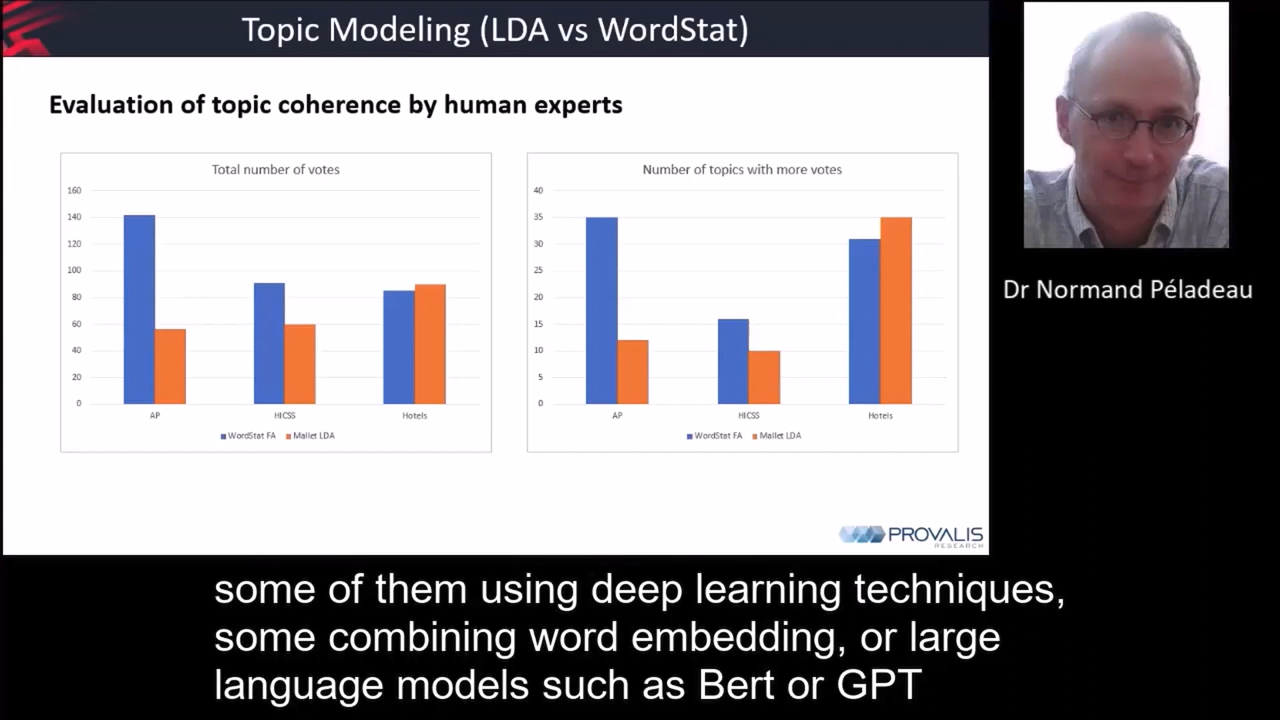 Topic Modeling (LDA vs WordStat)
Evaluation of topic coherence by human experts
Total number of votes
160
140
120
100
80
60
40
20
0
AP
HICSS
Hotels
WordStat FA
Mallet LDA
Number of topics with more votes
40
35
30
25
20
15
10
5
0
AP
HICSS
Hotels
WordStat FA
Mallet LDA
PROVALIS
RESEARCH
Dr Normand Péladeau
some of them using deep learning techniques,
some combining word embedding, or large
language models such as Bert or GPT